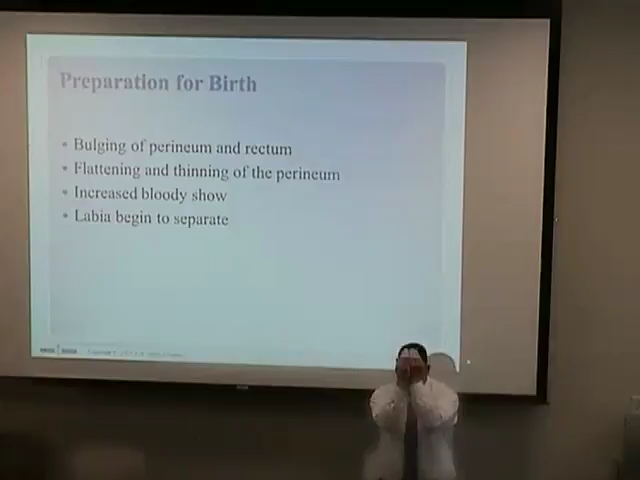 Preparation for Birth
• Bulging of perineum and rectum
• Flattening and thinning of the perineum
• Increased bloody show
• Labia begin to separate